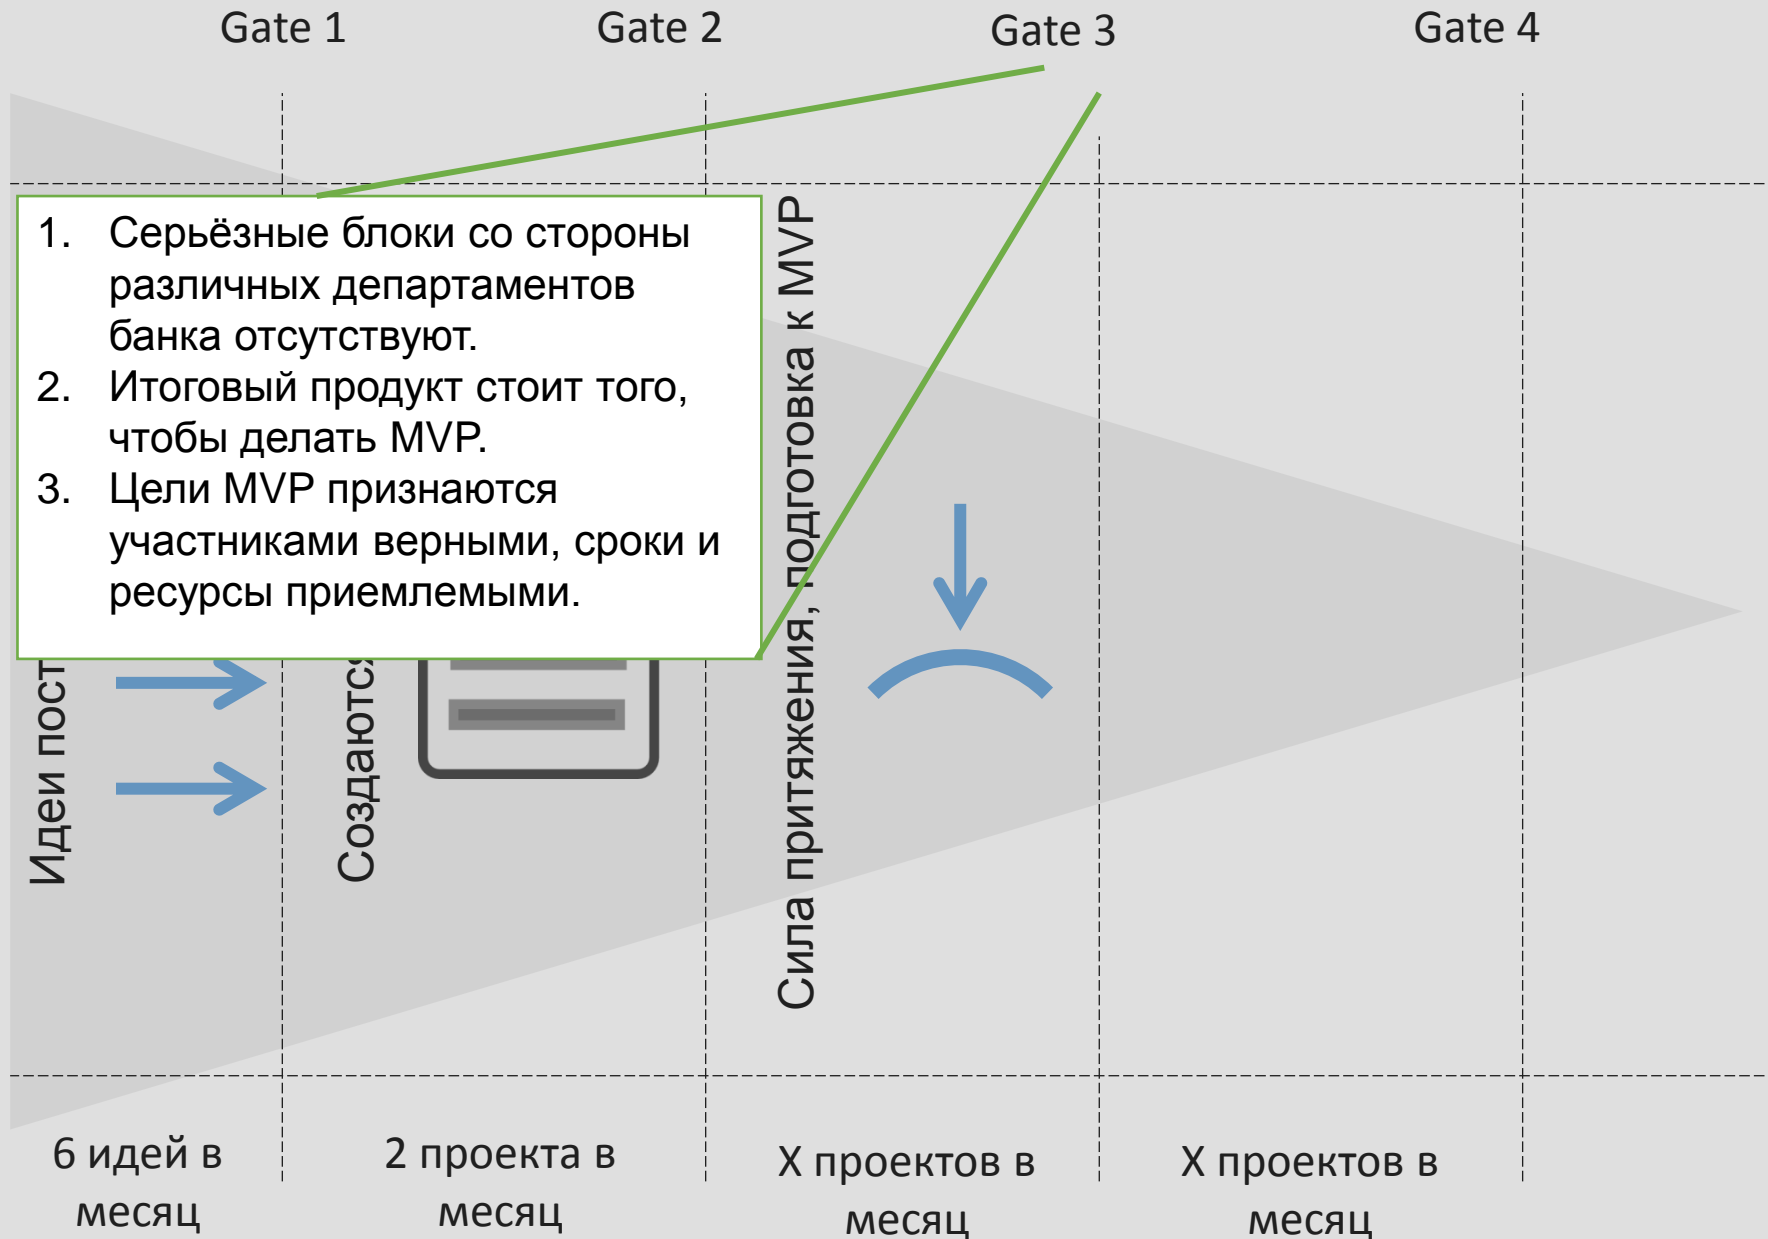 Gate 1
Gate 2
Gate 3
Gate 4
1. Серьёзные блоки со стороны
различных департаментов
банка отсутствуют.
2. Итоговый продукт стоит того,
чтобы делать MVP.
3. Цели MVP признаются
участниками верными, сроки и
ресурсы приемлемыми.
Идеи пост
Создаются
Сила притяжения, подготовка к MVP
6 идей в
месяц
2 проекта в
месяц
X проектов в
месяц
X проектов в
месяц